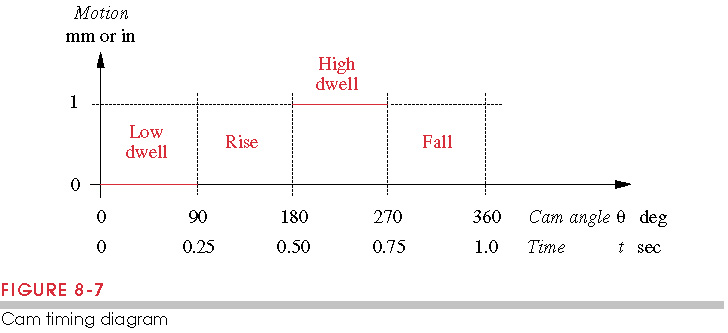 Motion
mm or in
High
dwell
1
Low
dwell
Rise
Fall
0
0 90 180 270 360 Cam angle θ deg
0 0.25 0.50 0.75 1.0 Time t sec
FIGURE 8-7
Cam timing diagram